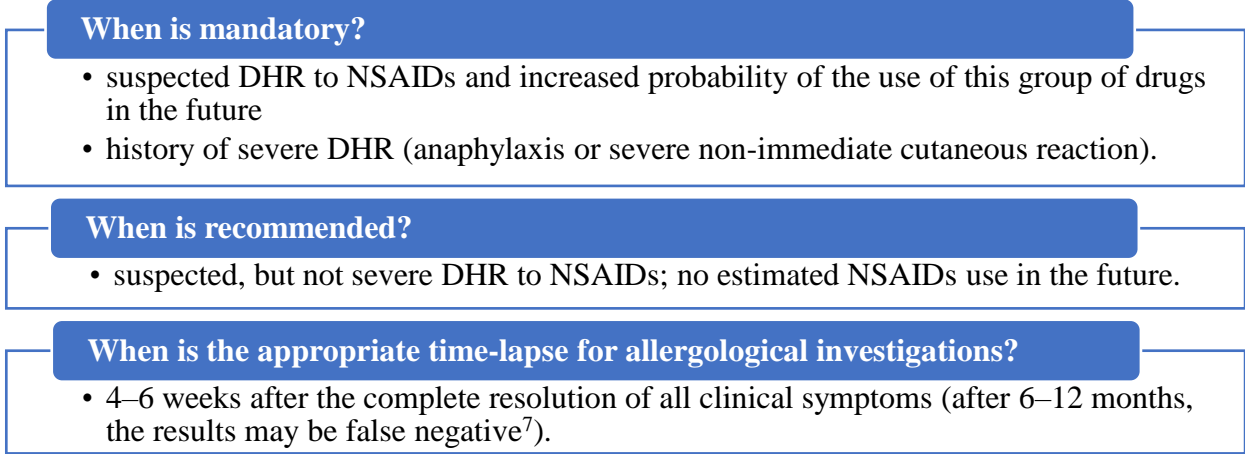 When is mandatory?
• suspected DHR to NSAIDs and increased probability of the use of this group of drugs
in the future
• history of severe DHR (anaphylaxis or severe non-immediate cutaneous reaction).
When is recommended?
• suspected, but not severe DHR to NSAIDs; no estimated NSAIDs use in the future.
When is the appropriate time-lapse for allergological investigations?
• 4–6 weeks after the complete resolution of all clinical symptoms (after 6–12 months,
the results may be false negative⁷).